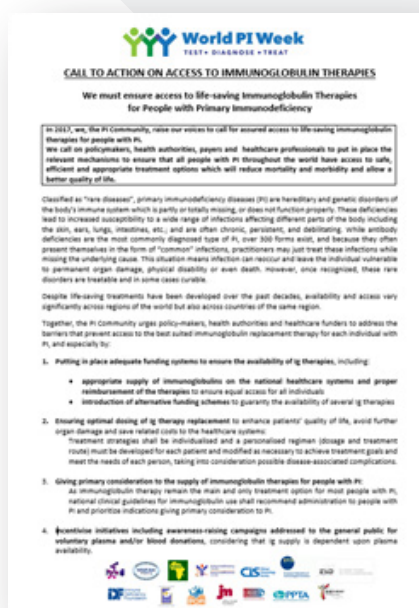 World PI Week
TEST • DIAGNOSE • TREAT
CALL TO ACTION ON ACCESS TO IMMUNOGLOBULIN THERAPIES
We must ensure access to life-saving Immunoglobulin Therapies
for People with Primary Immunodeficiency
In 2017, we, the PI Community, raise our voices to call for assured access to life-saving immunoglobulin
therapies for people with PI.
We call on policymakers, health authorities, payers and healthcare professionals to put in place the
relevant mechanisms to ensure that all people with PI throughout the world have access to safe,
efficient and appropriate treatment options which will reduce mortality and morbidity and allow a
better quality of life.
Classified as "rare diseases", primary immunodeficiency diseases (PI) are hereditary and genetic disorders of
the body's immune system which is partly or totally missing, or does not function properly. These deficiencies
lead to increased susceptibility to a wide range of infections affecting different parts of the body including
the skin, ears, lungs, intestines, etc.; and are often chronic, persistent, and debilitating. While antibody
deficiencies are the most commonly diagnosed type of PI, over 300 forms exist, and because they often
present themselves in the form of "common" infections, practitioners may just treat these infections while
missing the underlying cause. This situation means infection can reoccur and leave the individual vulnerable
to permanent organ damage, physical disability or even death. However, once recognized, these rare
disorders are treatable and in some cases curable.
Despite life-saving treatments have been developed over the past decades, availability and access vary
significantly across regions of the world but also across countries of the same region.
Together, the PI Community urges policy-makers, health authorities and healthcare funders to address the
barriers that prevent access to the best suited immunoglobulin replacement therapy for each individual with
PI, and especially by:
1. Putting in place adequate funding systems to ensure the availability of ig therapies, including:
• appropriate supply of immunoglobulins on the national healthcare systems and proper
reimbursement of the therapies to ensure equal access for all individuals
• introduction of alternative funding schemes to guaranty the availability of several ig therapies
2. Ensuring optimal dosing of ig therapy replacement to enhance patients' quality of life, avoid further
organ damage and save related costs to the healthcare systems:
Treatment strategies shall be individualised and a personalised regimen (dosage and treatment
route) must be developed for each patient and modified as necessary to achieve treatment goals and
meet the needs of each person, taking into consideration possible disease-associated complications.
3. Giving primary consideration to the supply of immunoglobulin therapies for people with PI:
As immunoglobulin therapy remain the main and only treatment option for most people with PI,
national clinical guidelines for immunoglobulin use shall recommend administration to people with
PI and prioritize indications giving primary consideration to PI.
4. Incentivise initiatives including awareness-raising campaigns addressed to the general public for
voluntary plasma and/or blood donations, considering that ig supply is dependent upon plasma
availability.
CIS
IDF
jm
PPTA